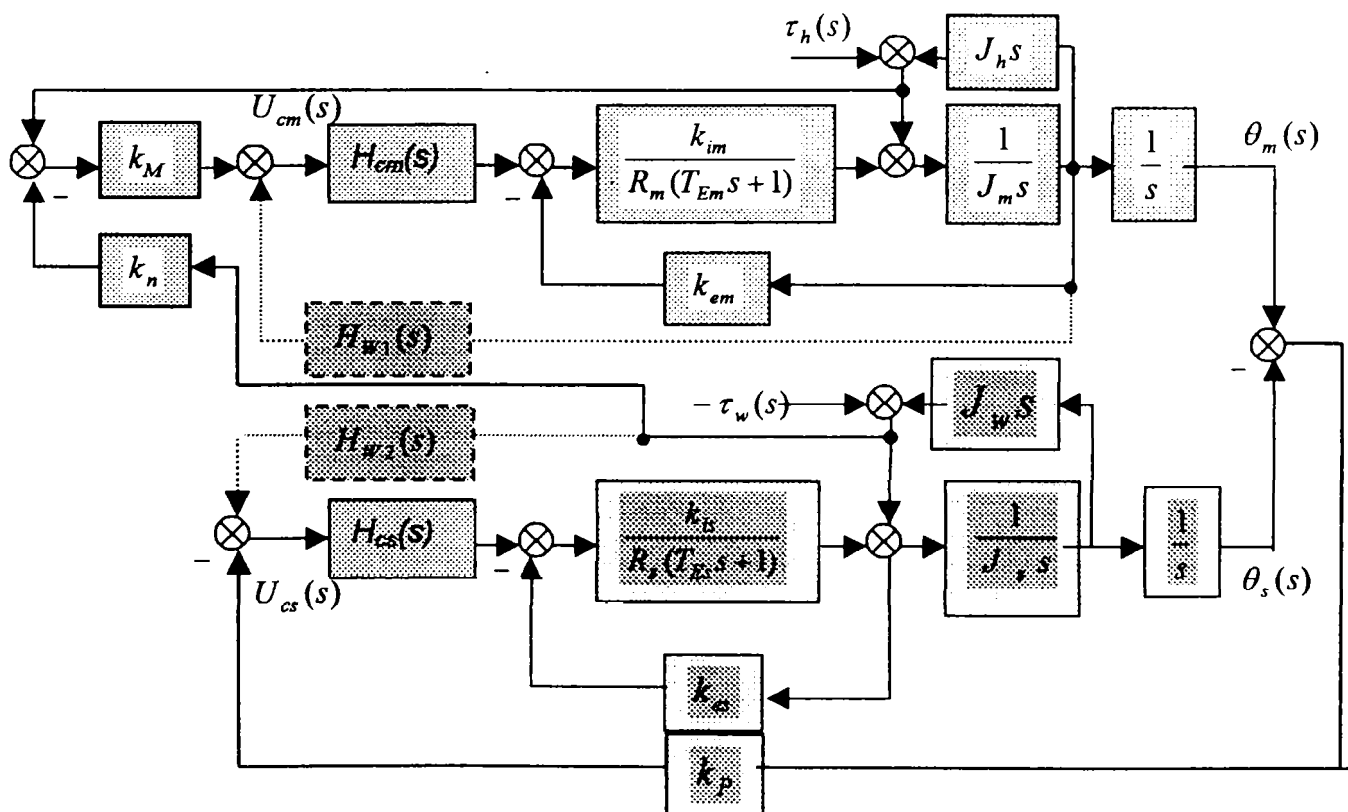 τ_h(s)
J_h s
U_cm(s)
k_M
H_cm(s)
k_im
R_m(T_Em s + 1)
1
J_m s
1
s
θ_m(s)
−
−
k_n
k_em
H_W1(s)
−
− τ_w(s)
J_W s
H_W2(s)
H_cs(s)
k_is
R_s(T_Es s + 1)
1
J_s s
1
s
−
−
U_cs(s)
θ_s(s)
k_es
k_p